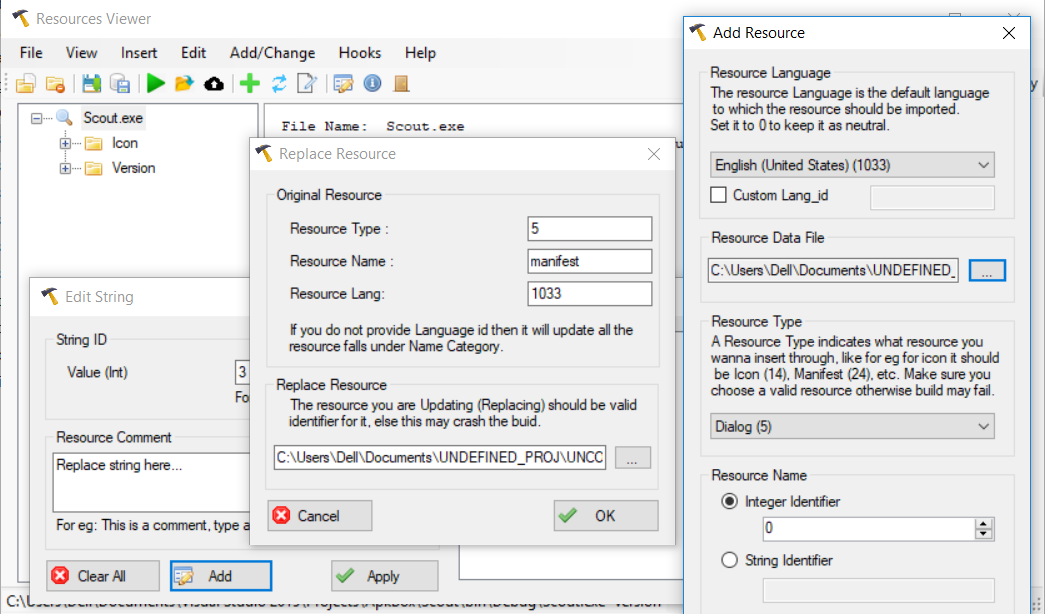 Resources Viewer
File View Insert Edit Add/Change Hooks Help
Scout.exe
Icon
Version
File Name: Scout.exe
Edit String
String ID
Value (Int)
3
Fo
Resource Comment
Replace string here...
For eg: This is a comment, type a
Clear All
Add
Apply
Replace Resource
Original Resource
Resource Type :
5
Resource Name :
manifest
Resource Lang:
1033
If you do not provide Language id then it will update all the
resource falls under Name Category.
Replace Resource
The resource you are Updating (Replacing) should be valid
identifier for it, else this may crash the buid.
C:\Users\Dell\Documents\UNDEFINED_PROJ\UNCO
...
Cancel
OK
Add Resource
Resource Language
The resource Language is the default language
to which the resource should be imported.
Set it to 0 to keep it as neutral.
English (United States) (1033)
Custom Lang_id
Resource Data File
C:\Users\Dell\Documents\UNDEFINED_
...
Resource Type
A Resource Type indicates what resource you
wanna insert through, like for eg for icon it should
be Icon (14), Manifest (24), etc. Make sure you
choose a valid resource otherwise build may fail.
Dialog (5)
Resource Name
Integer Identifier
0
String Identifier
C:\Users\Dell\Documents\Visual Studio 2015\Projects\ApkBox\Scout\bin\Debug\Scout.exe Version